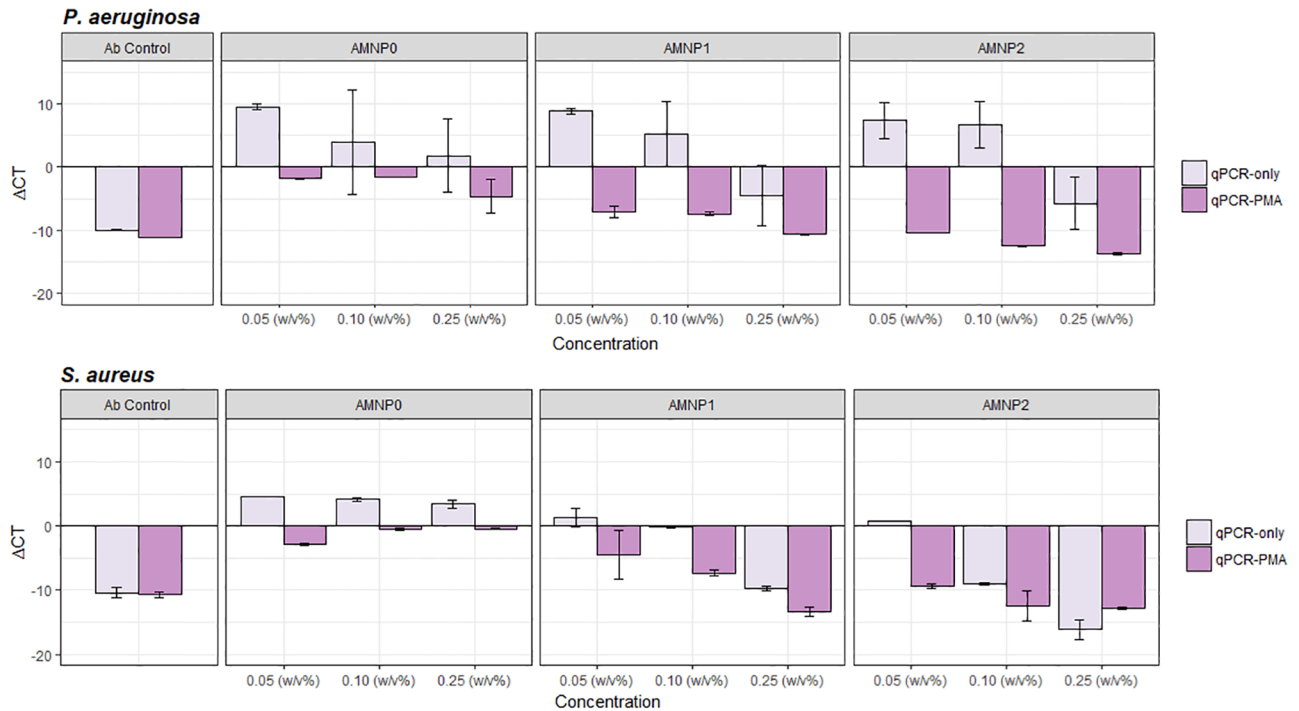 P. aeruginosa
Ab Control AMNP0 AMNP1 AMNP2
10
0
-10
-20
ΔCT
0.05 (w/v%) 0.10 (w/v%) 0.25 (w/v%) 0.05 (w/v%) 0.10 (w/v%) 0.25 (w/v%) 0.05 (w/v%) 0.10 (w/v%) 0.25 (w/v%)
Concentration
qPCR-only
qPCR-PMA
S. aureus
Ab Control AMNP0 AMNP1 AMNP2
10
0
-10
-20
ΔCT
0.05 (w/v%) 0.10 (w/v%) 0.25 (w/v%) 0.05 (w/v%) 0.10 (w/v%) 0.25 (w/v%) 0.05 (w/v%) 0.10 (w/v%) 0.25 (w/v%)
Concentration
qPCR-only
qPCR-PMA